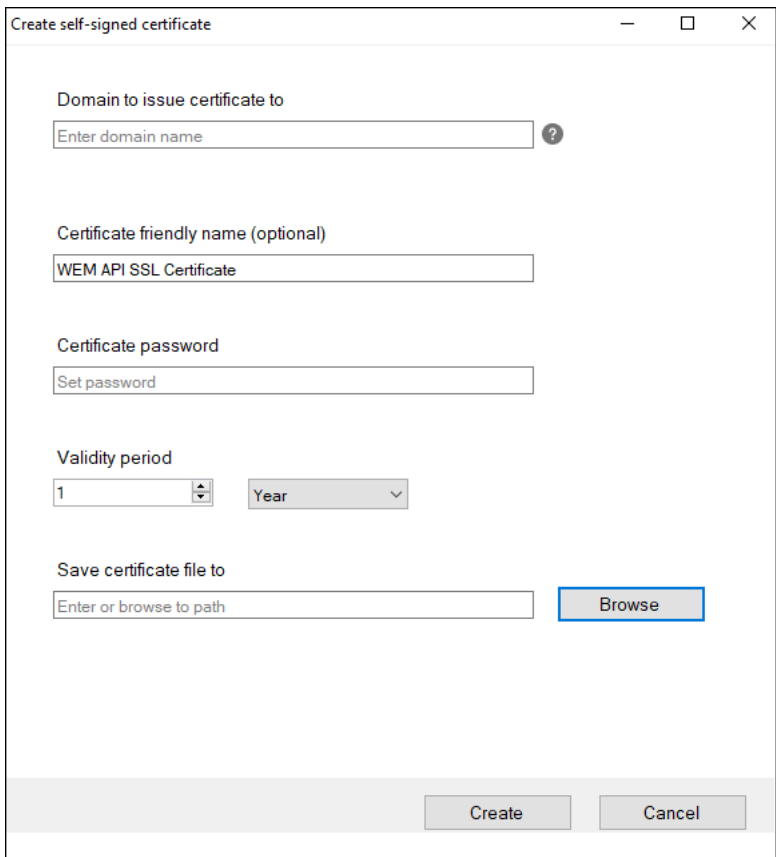 Create self-signed certificate
Domain to issue certificate to
Enter domain name
?
Certificate friendly name (optional)
WEM API SSL Certificate
Certificate password
Set password
Validity period
1
Year
Save certificate file to
Enter or browse to path
Browse
Create
Cancel